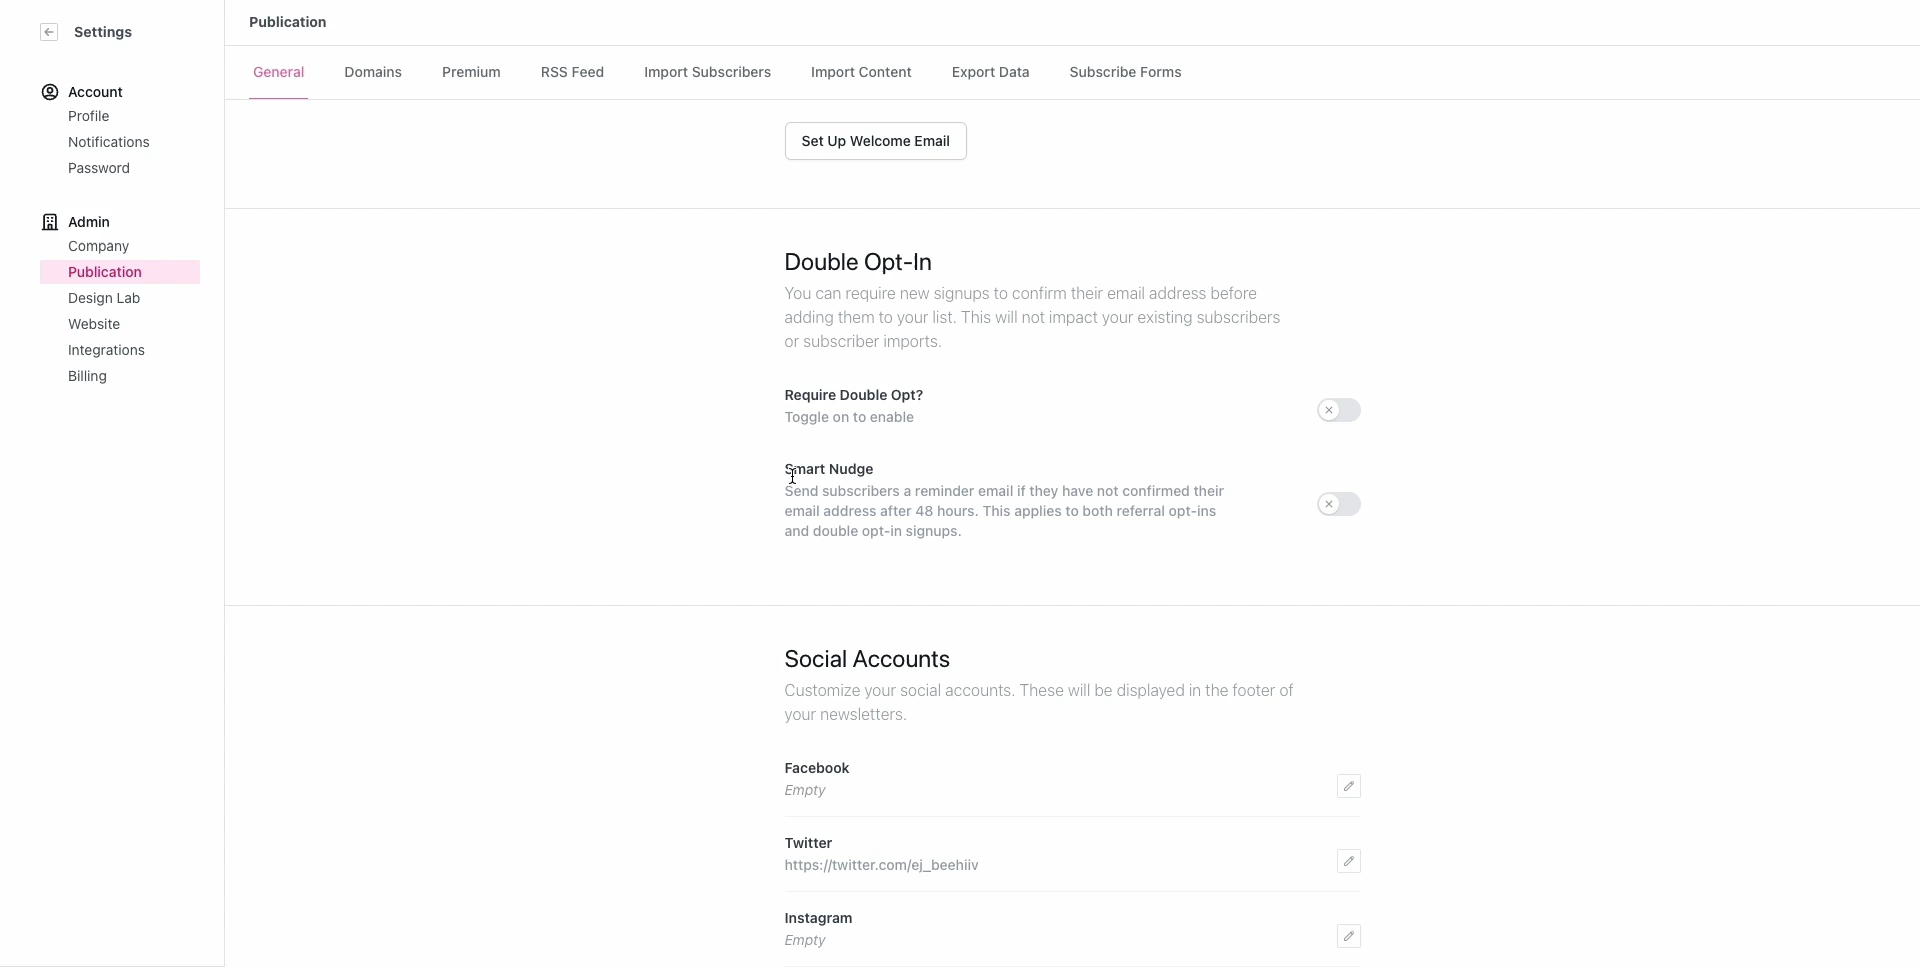 Settings
Account
Profile
Notifications
Password
Admin
Company
Publication
Design Lab
Website
Integrations
Billing
Publication
General Domains Premium RSS Feed Import Subscribers Import Content Export Data Subscribe Forms
Set Up Welcome Email
Double Opt-In
You can require new signups to confirm their email address before
adding them to your list. This will not impact your existing subscribers
or subscriber imports.
Require Double Opt?
Toggle on to enable
Smart Nudge
Send subscribers a reminder email if they have not confirmed their
email address after 48 hours. This applies to both referral opt-ins
and double opt-in signups.
Social Accounts
Customize your social accounts. These will be displayed in the footer of
your newsletters.
Facebook
Empty
Twitter
https://twitter.com/ej_beehiiv
Instagram
Empty